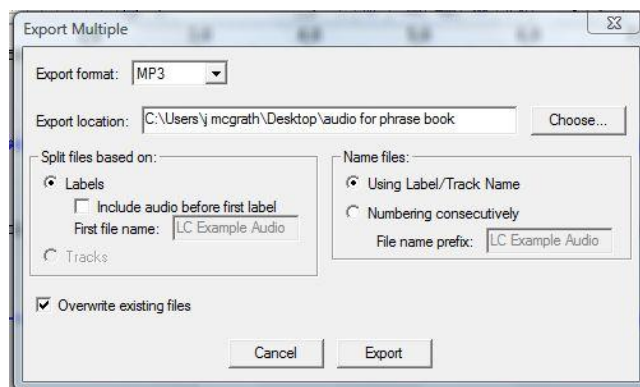 Export Multiple
Export format: MP3
Export location: C:\Users\j mcgrath\Desktop\audio for phrase book Choose...
Split files based on:
Labels
Include audio before first label
First file name: LC Example Audio
Tracks
Name files:
Using Label/Track Name
Numbering consecutively
File name prefix: LC Example Audio
Overwrite existing files
Cancel Export